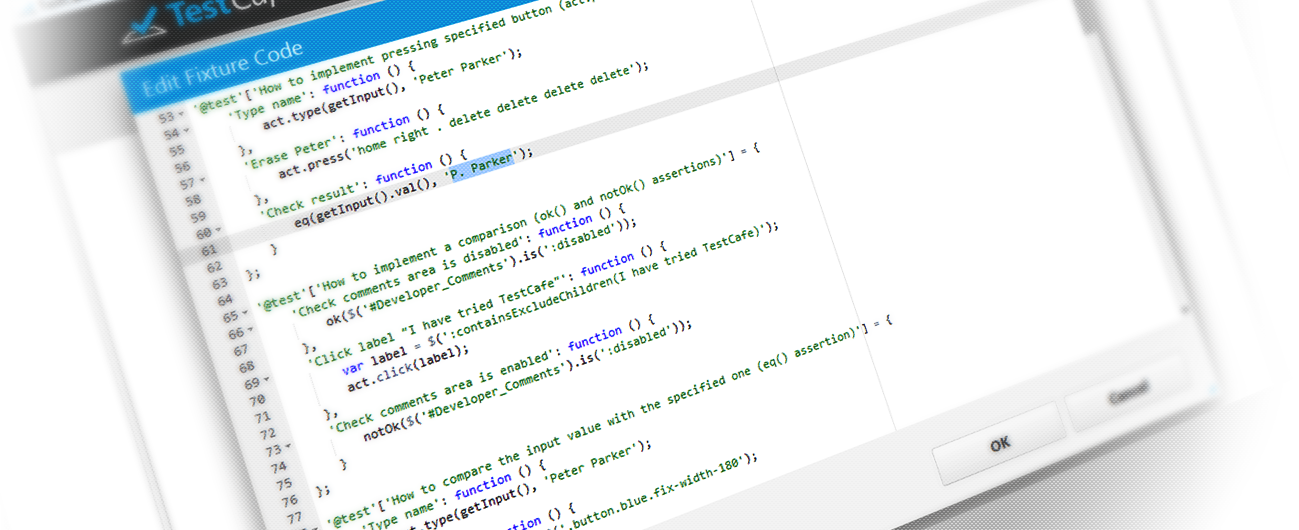 TestCafe
Edit Fixture Code
53 '@test'['How to implement pressing specified button (act.
54 'Type name': function () {
55 act.type(getInput(), 'Peter Parker');
56 },
57 'Erase Peter': function () {
58 act.press('home right . delete delete delete delete');
59 },
60 'Check result': function () {
61 eq(getInput().val(), 'P. Parker');
62 }
63 };
64
65 '@test'['How to implement a comparison (ok() and notOk() assertions)'] = {
66 'Check comments area is disabled': function () {
67 ok($('#Developer_Comments').is(':disabled'));
68 },
69 'Click label "I have tried TestCafe"': function () {
70 var label = $(':containsExcludeChildren(I have tried TestCafe)');
71 act.click(label);
72 },
73 'Check comments area is enabled': function () {
74 notOk($('#Developer_Comments').is(':disabled'));
75 }
76 };
77
'@test'['How to compare the input value with the specified one (eq() assertion)'] = {
'Type name': function () {
.type(getInput(), 'Peter Parker');
ction () {
'.button.blue.fix-width-180');
OK
Cancel